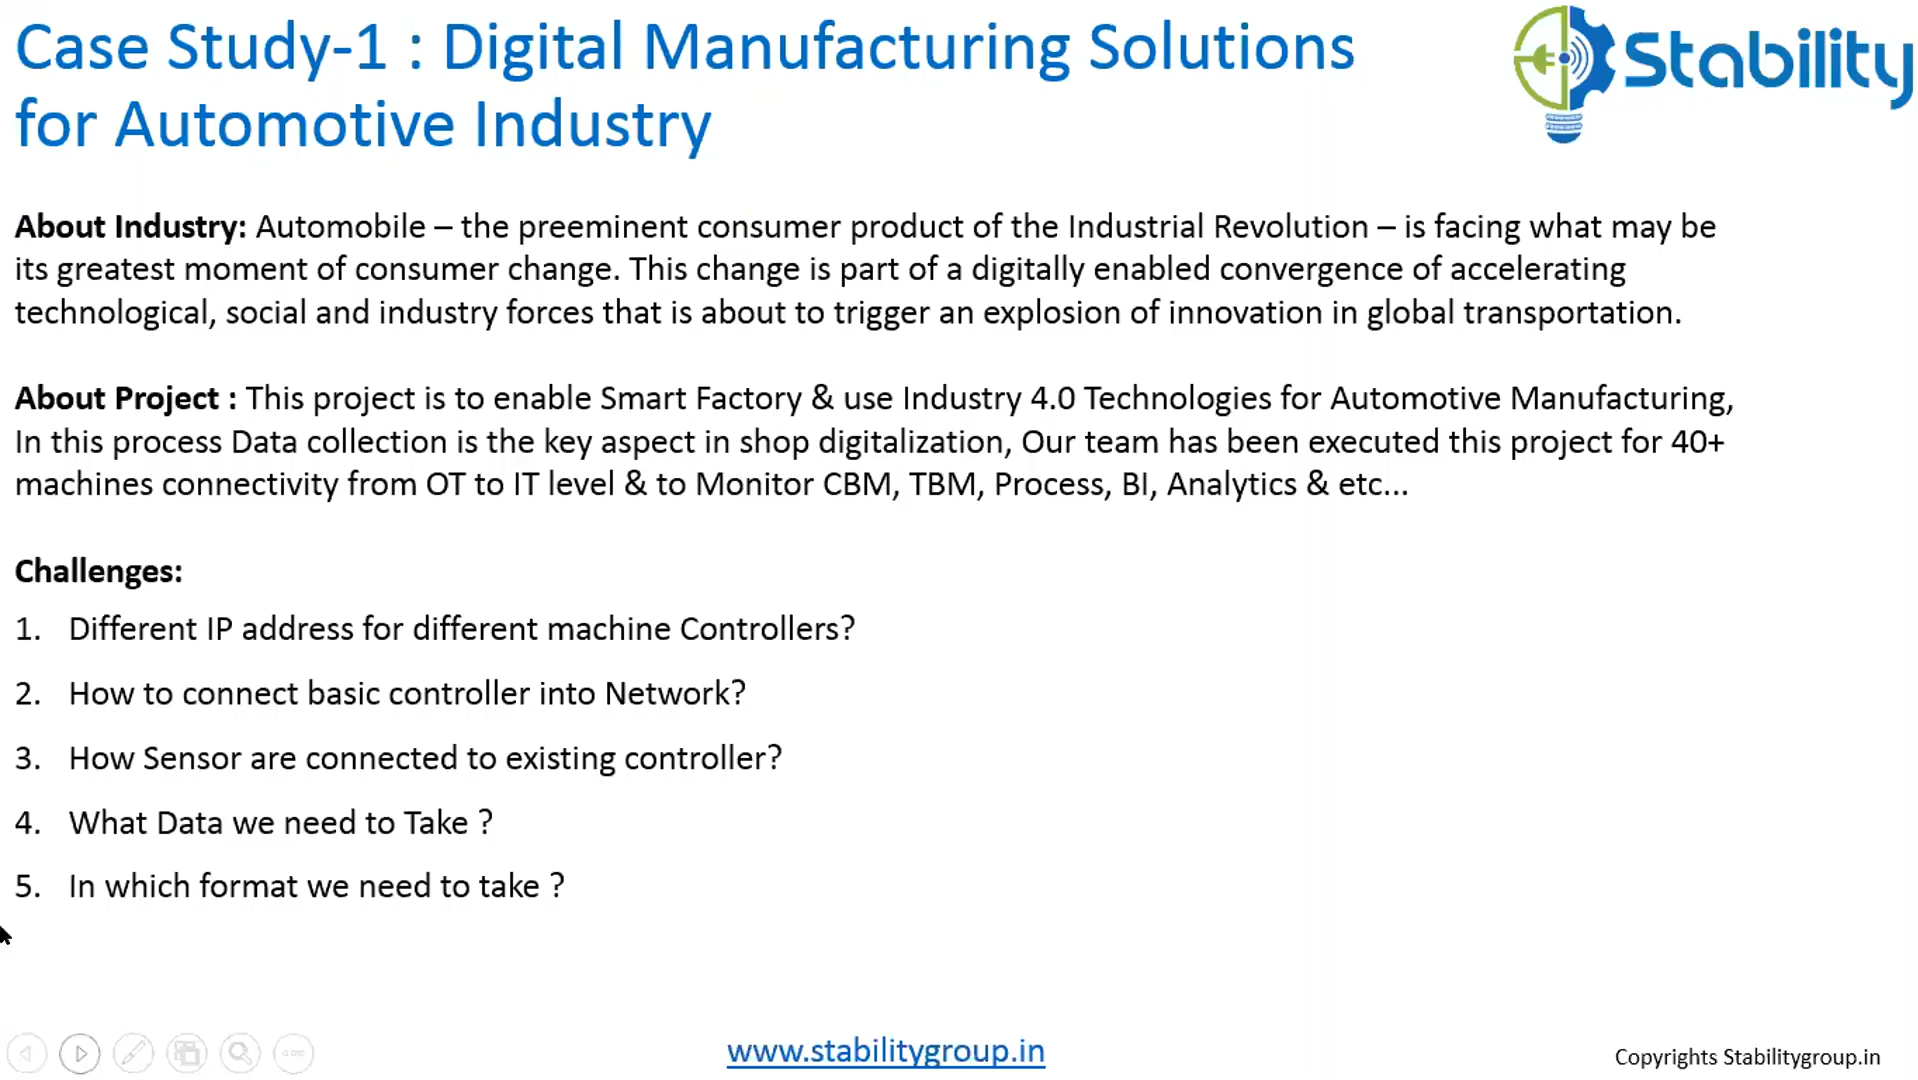 Case Study-1 : Digital Manufacturing Solutions
for Automotive Industry
Stability
About Industry: Automobile – the preeminent consumer product of the Industrial Revolution – is facing what may be
its greatest moment of consumer change. This change is part of a digitally enabled convergence of accelerating
technological, social and industry forces that is about to trigger an explosion of innovation in global transportation.
About Project : This project is to enable Smart Factory & use Industry 4.0 Technologies for Automotive Manufacturing,
In this process Data collection is the key aspect in shop digitalization, Our team has been executed this project for 40+
machines connectivity from OT to IT level & to Monitor CBM, TBM, Process, BI, Analytics & etc...
Challenges:
1. Different IP address for different machine Controllers?
2. How to connect basic controller into Network?
3. How Sensor are connected to existing controller?
4. What Data we need to Take ?
5. In which format we need to take ?
www.stabilitygroup.in
Copyrights Stabilitygroup.in